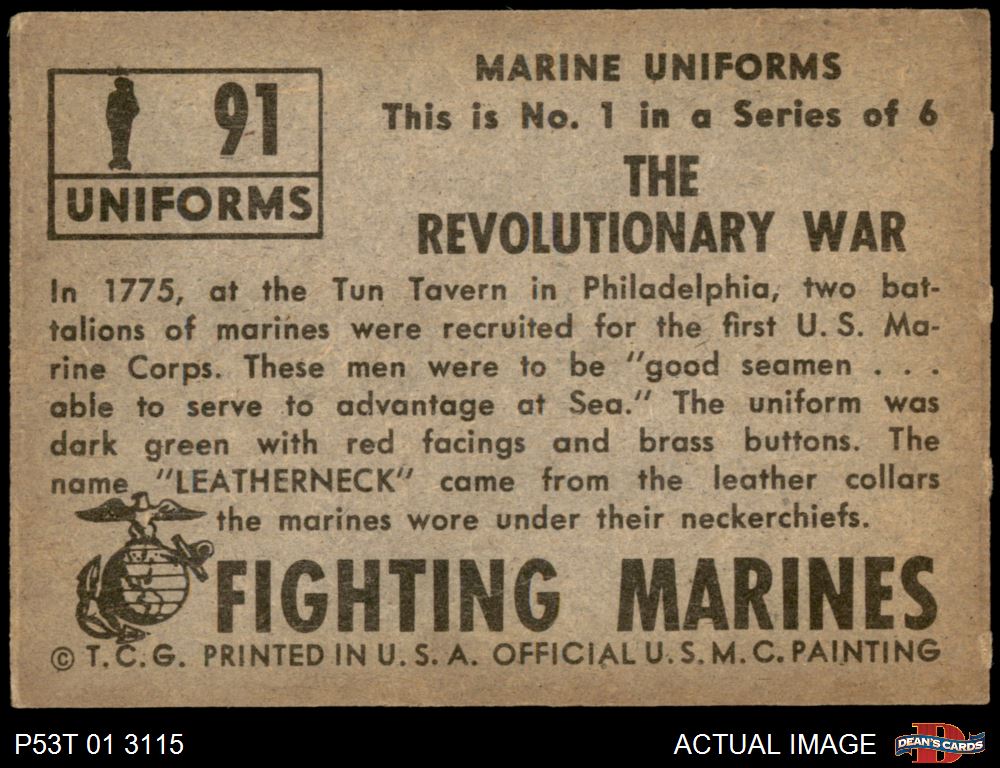 91
UNIFORMS
MARINE UNIFORMS
This is No. 1 in a Series of 6
THE
REVOLUTIONARY WAR
In 1775, at the Tun Tavern in Philadelphia, two bat-
talions of marines were recruited for the first U. S. Ma-
rine Corps. These men were to be "good seamen . . .
able to serve to advantage at Sea." The uniform was
dark green with red facings and brass buttons. The
name "LEATHERNECK" came from the leather collars
the marines wore under their neckerchiefs.
FIGHTING MARINES
© T.C.G. PRINTED IN U. S. A. OFFICIAL U. S. M. C. PAINTING
P53T 01 3115
ACTUAL IMAGE
D
DEAN'S CARDS